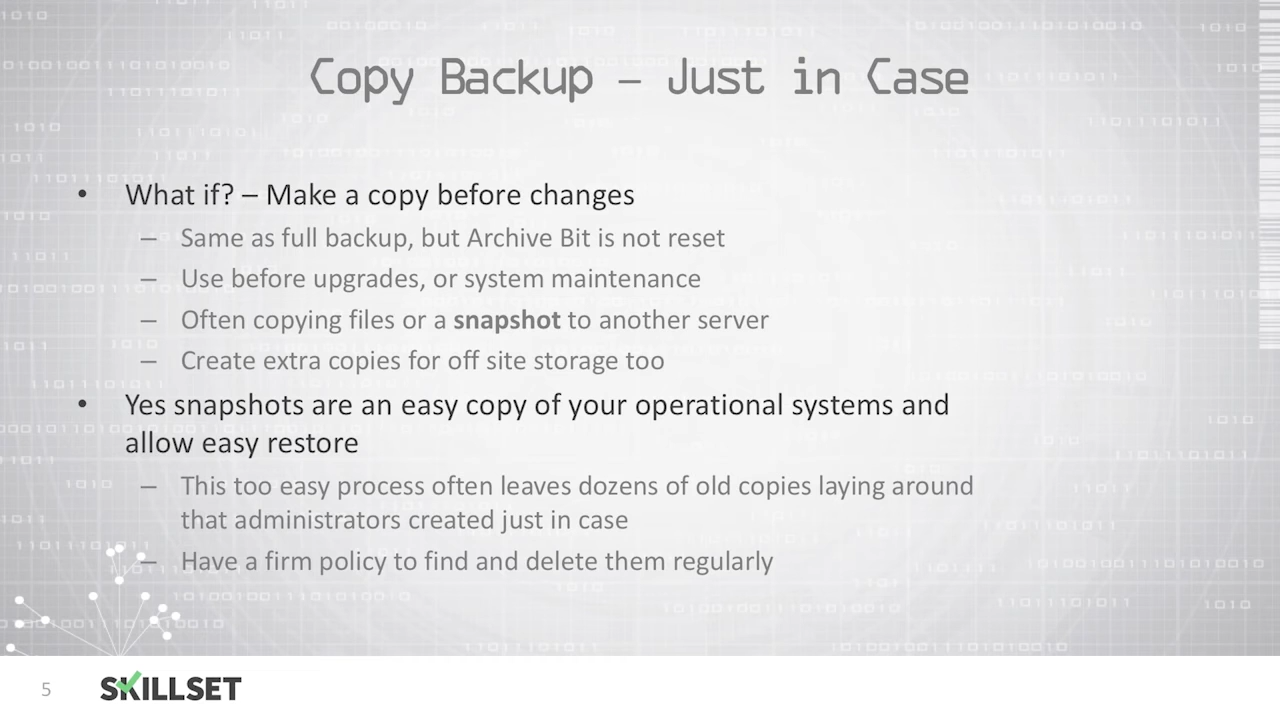 Copy Backup – Just in Case
• What if? – Make a copy before changes
– Same as full backup, but Archive Bit is not reset
– Use before upgrades, or system maintenance
– Often copying files or a snapshot to another server
– Create extra copies for off site storage too
• Yes snapshots are an easy copy of your operational systems and
allow easy restore
– This too easy process often leaves dozens of old copies laying around
that administrators created just in case
– Have a firm policy to find and delete them regularly
5
SKILLSET